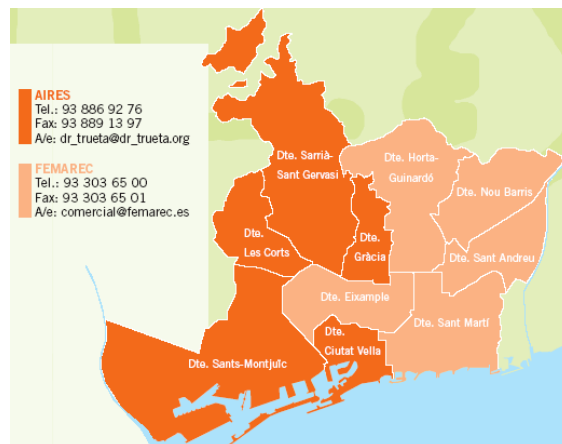 AIRES
Tel.: 93 886 92 76
Fax: 93 889 13 97
A/e: dr_trueta@dr_trueta.org
FEMAREC
Tel.: 93 303 65 00
Fax: 93 303 65 01
A/e: comercial@femarec.es
Dte. Sarrià-
Sant Gervasi
Dte. Horta-
Guinardó
Dte. Nou Barris
Dte.
Les Corts
Dte.
Gràcia
Dte. Sant Andreu
Dte. Eixample
Dte. Sant Martí
Dte.
Ciutat Vella
Dte. Sants-Montjuïc